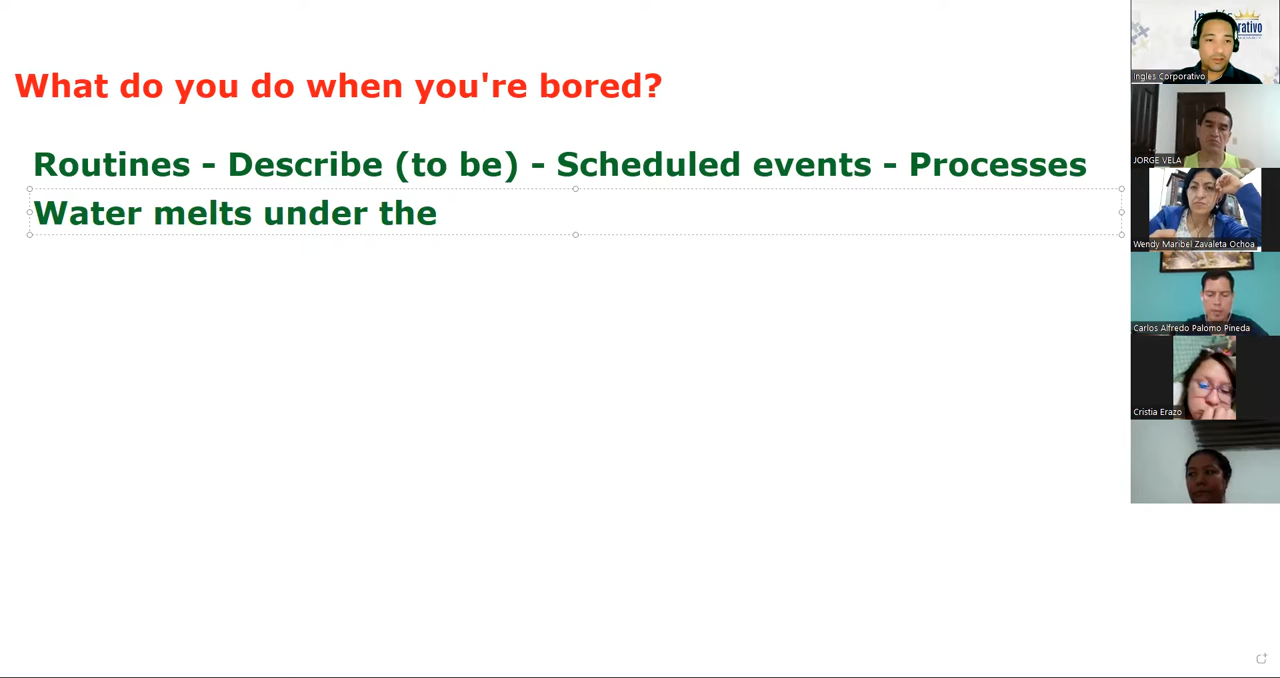 What do you do when you're bored?
Routines - Describe (to be) - Scheduled events - Processes
Water melts under the
Ingles Corporativo
JORGE VELA
Wendy Maribel Zavaleta Ochoa
Carlos Alfredo Palomo Pineda
Cristia Erazo